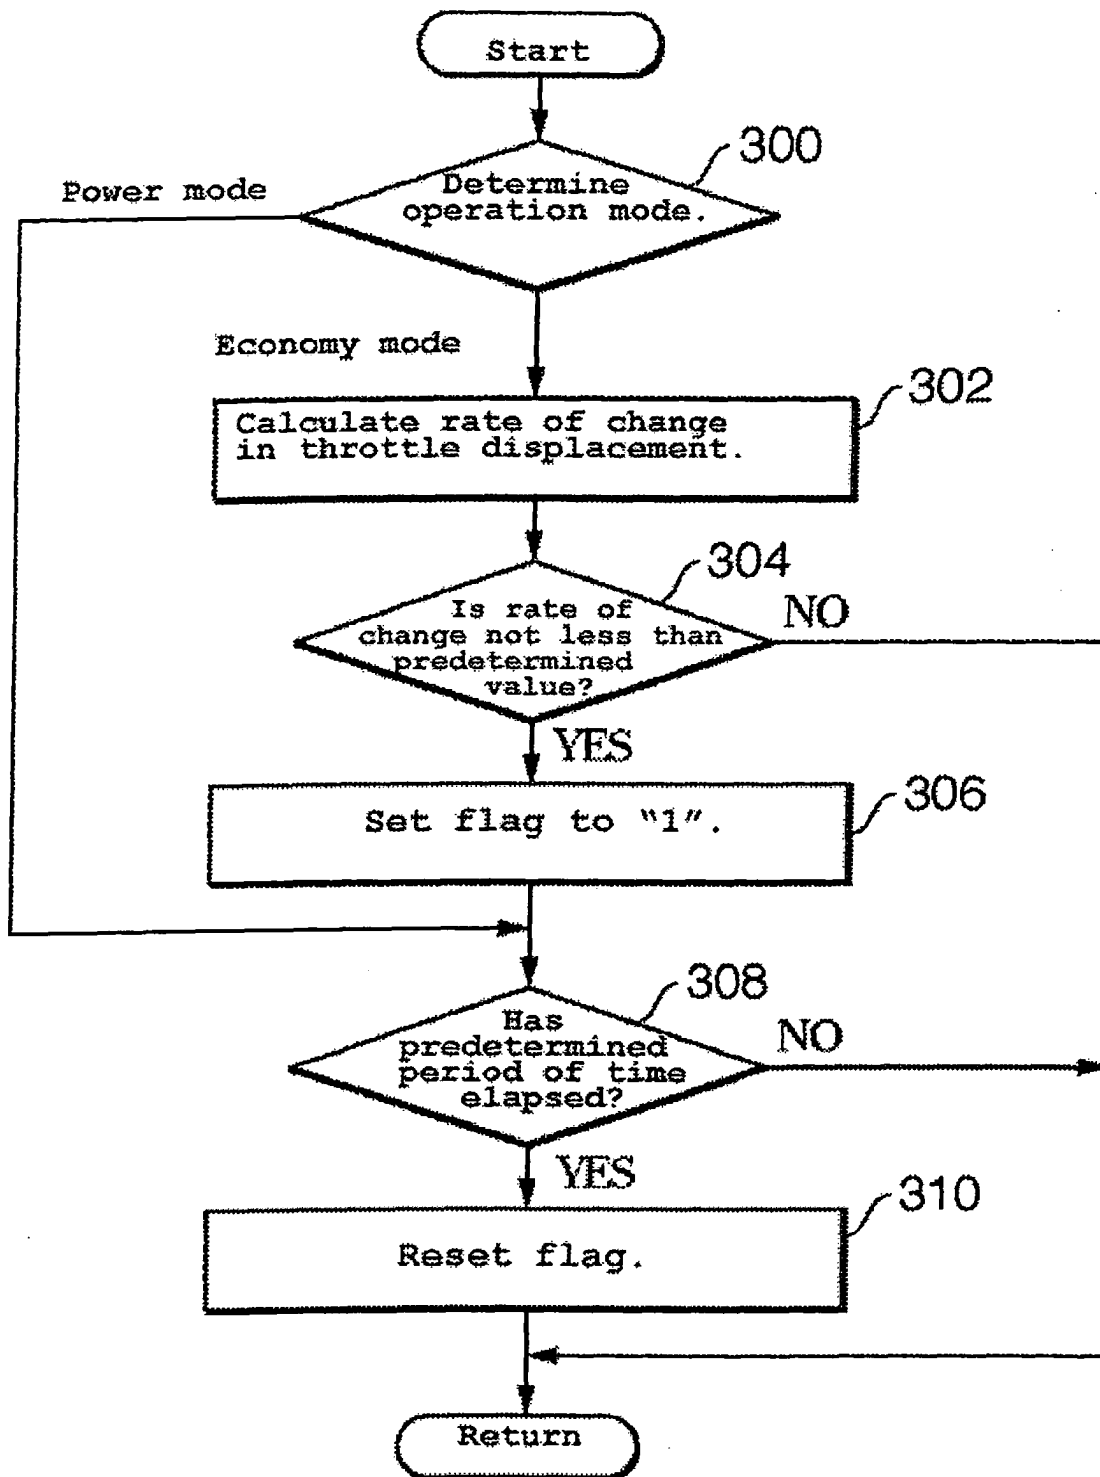 Start
300
Determine
operation mode.
Power mode
Economy mode
302
Calculate rate of change
in throttle displacement.
304
Is rate of
change not less than
predetermined
value?
NO
YES
306
Set flag to “1”.
308
Has
predetermined
period of time
elapsed?
NO
YES
310
Reset flag.
Return